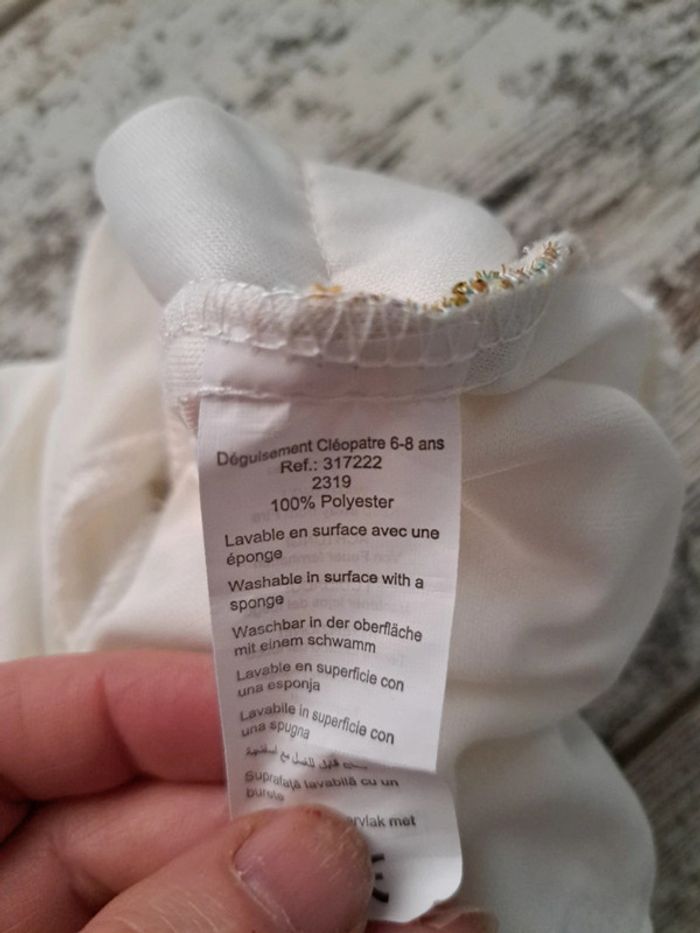 Déguisement Cléopatre 6-8 ans
Ref.: 317222
2319
100% Polyester
Lavable en surface avec une
éponge
Washable in surface with a
sponge
Waschbar in der oberfläche
mit einem schwamm
Lavable en superficie con
una esponja
Lavabile in superficie con
una spugna
Suprafaţă lavabilă cu un
burete
met